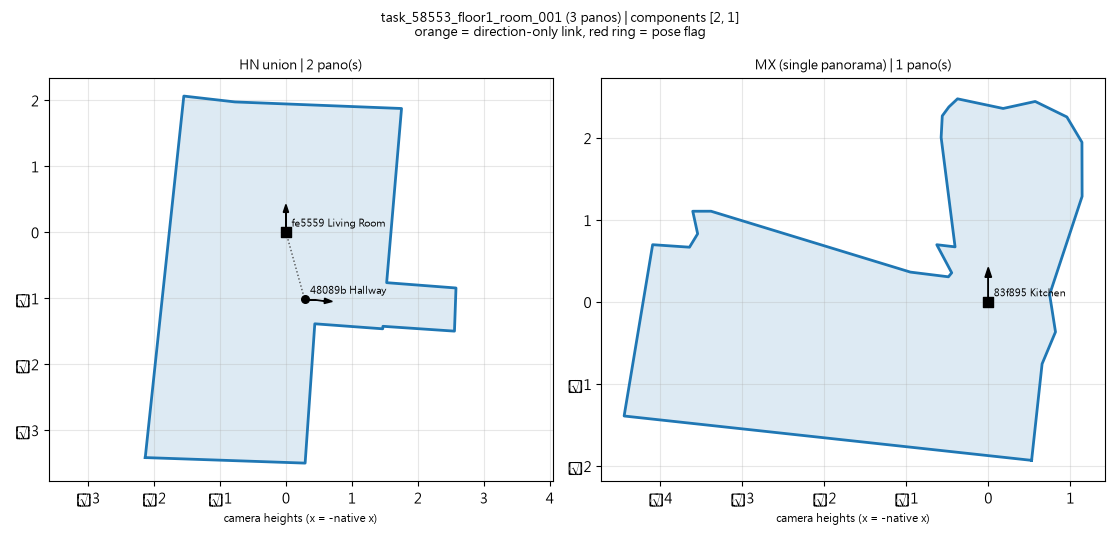 task_58553_floor1_room_001 (3 panos) | components [2, 1]
orange = direction-only link, red ring = pose flag
HN union | 2 pano(s)
2
1
0
1
2
3
fe5559 Living Room
48089b Hallway
3
2
1
0
1
2
3
4
camera heights (x = -native x)
MX (single panorama) | 1 pano(s)
2
1
0
1
2
83f895 Kitchen
4
3
2
1
0
1
camera heights (x = -native x)